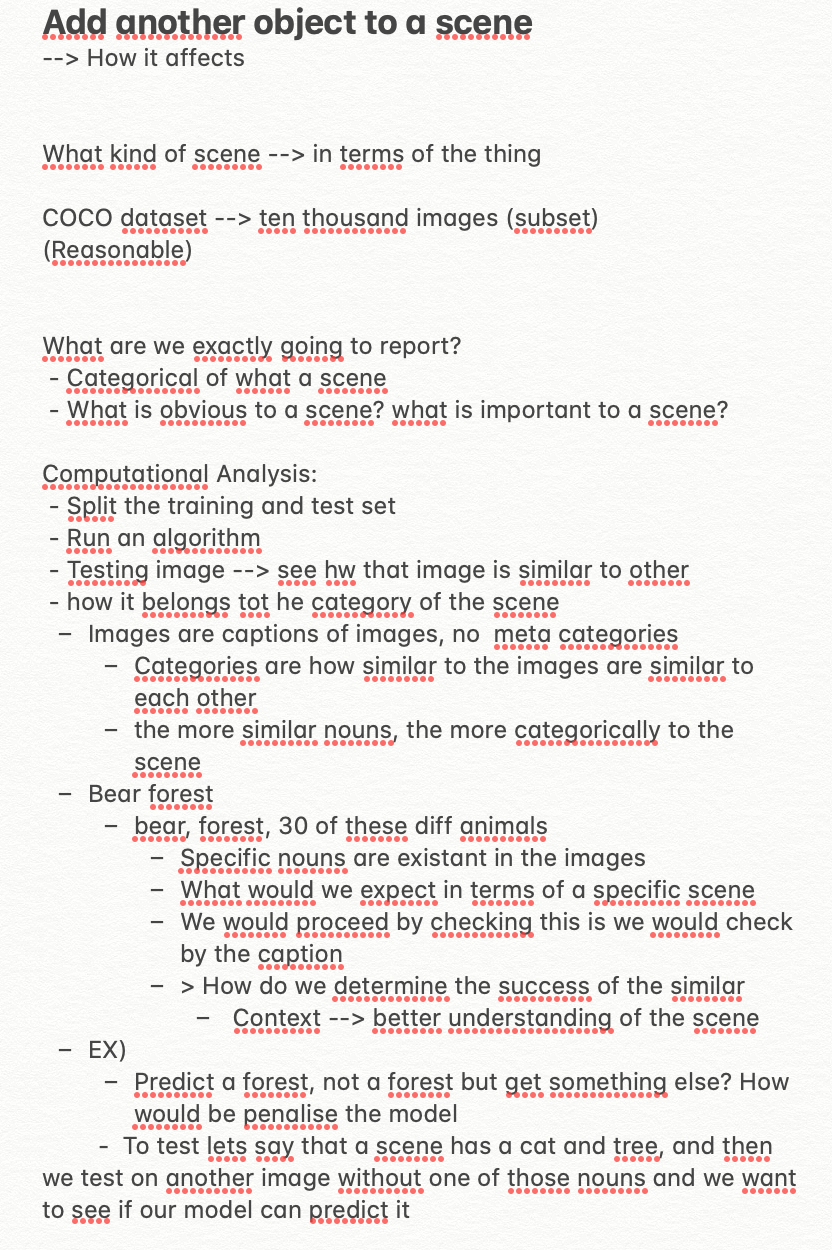 Add another object to a scene
--> How it affects
What kind of scene --> in terms of the thing
COCO dataset --> ten thousand images (subset)
(Reasonable)
What are we exactly going to report?
- Categorical of what a scene
- What is obvious to a scene? what is important to a scene?
Computational Analysis:
- Split the training and test set
- Run an algorithm
- Testing image --> see hw that image is similar to other
- how it belongs tot he category of the scene
– Images are captions of images, no  meta categories
– Categories are how similar to the images are similar to
each other
– the more similar nouns, the more categorically to the
scene
– Bear forest
– bear, forest, 30 of these diff animals
– Specific nouns are existant in the images
– What would we expect in terms of a specific scene
– We would proceed by checking this is we would check
by the caption
– > How do we determine the success of the similar
– Context --> better understanding of the scene
– EX)
– Predict a forest, not a forest but get something else? How
would be penalise the model
- To test lets say that a scene has a cat and tree, and then
we test on another image without one of those nouns and we want
to see if our model can predict it